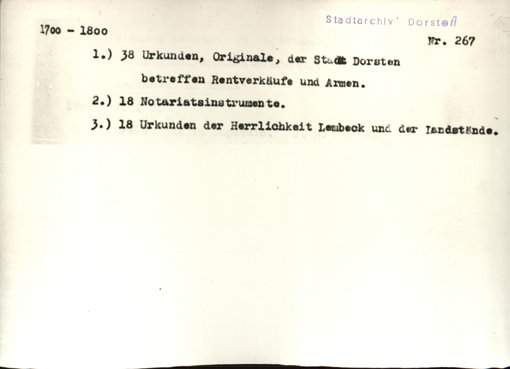 Stadtarchiv Dorsten
1700 - 1800
Nr. 267
1.) 38 Urkunden, Originale, der Stadt Dorsten
betreffen Rentverkäufe und Armen.
2.) 18 Notariatsinstrumente.
3.) 18 Urkunden der Herrlichkeit Lembeck und der Landstände.